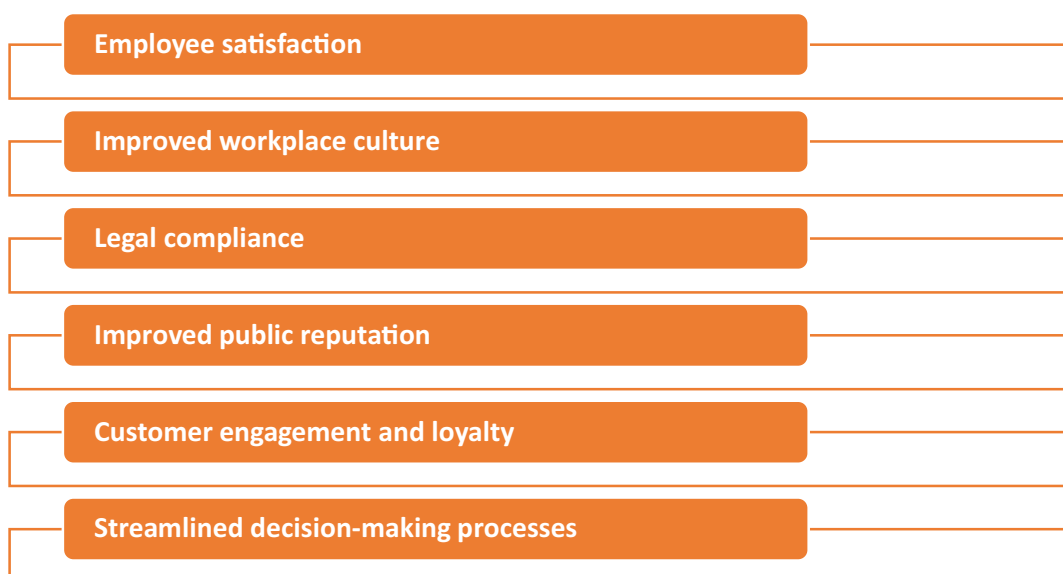 Employee satisfaction
Improved workplace culture
Legal compliance
Improved public reputation
Customer engagement and loyalty
Streamlined decision-making processes